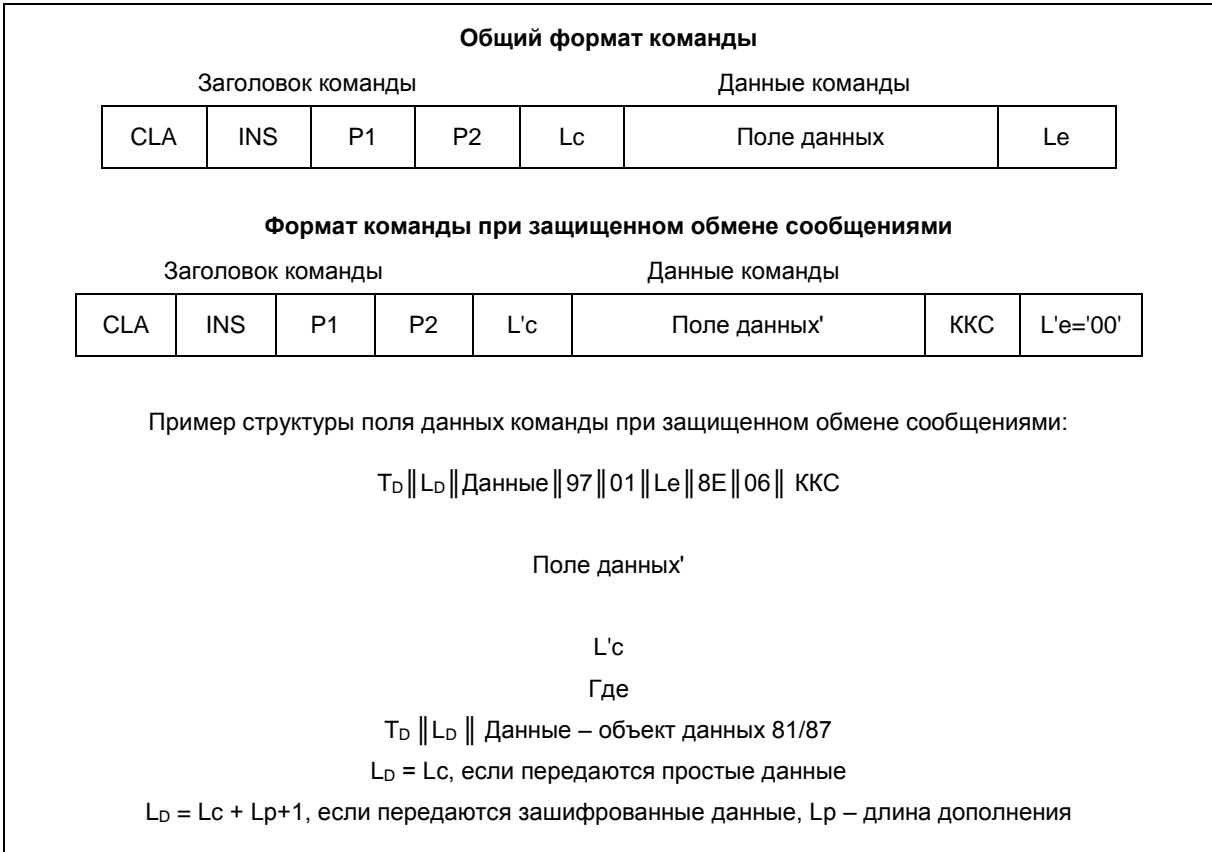 Общий формат команды
Заголовок команды Данные команды
CLA INS P1 P2 Lc Поле данных Le
Формат команды при защищенном обмене сообщениями
Заголовок команды Данные команды
CLA INS P1 P2 L'c Поле данных' ККС L'e='00'
Пример структуры поля данных команды при защищенном обмене сообщениями:
TD║LD║Данные║97║01║Le║8E║06║ ККС
Поле данных'
L'c
Где
TD ║LD ║ Данные – объект данных 81/87
LD = Lc, если передаются простые данные
LD = Lc + Lp+1, если передаются зашифрованные данные, Lp – длина дополнения